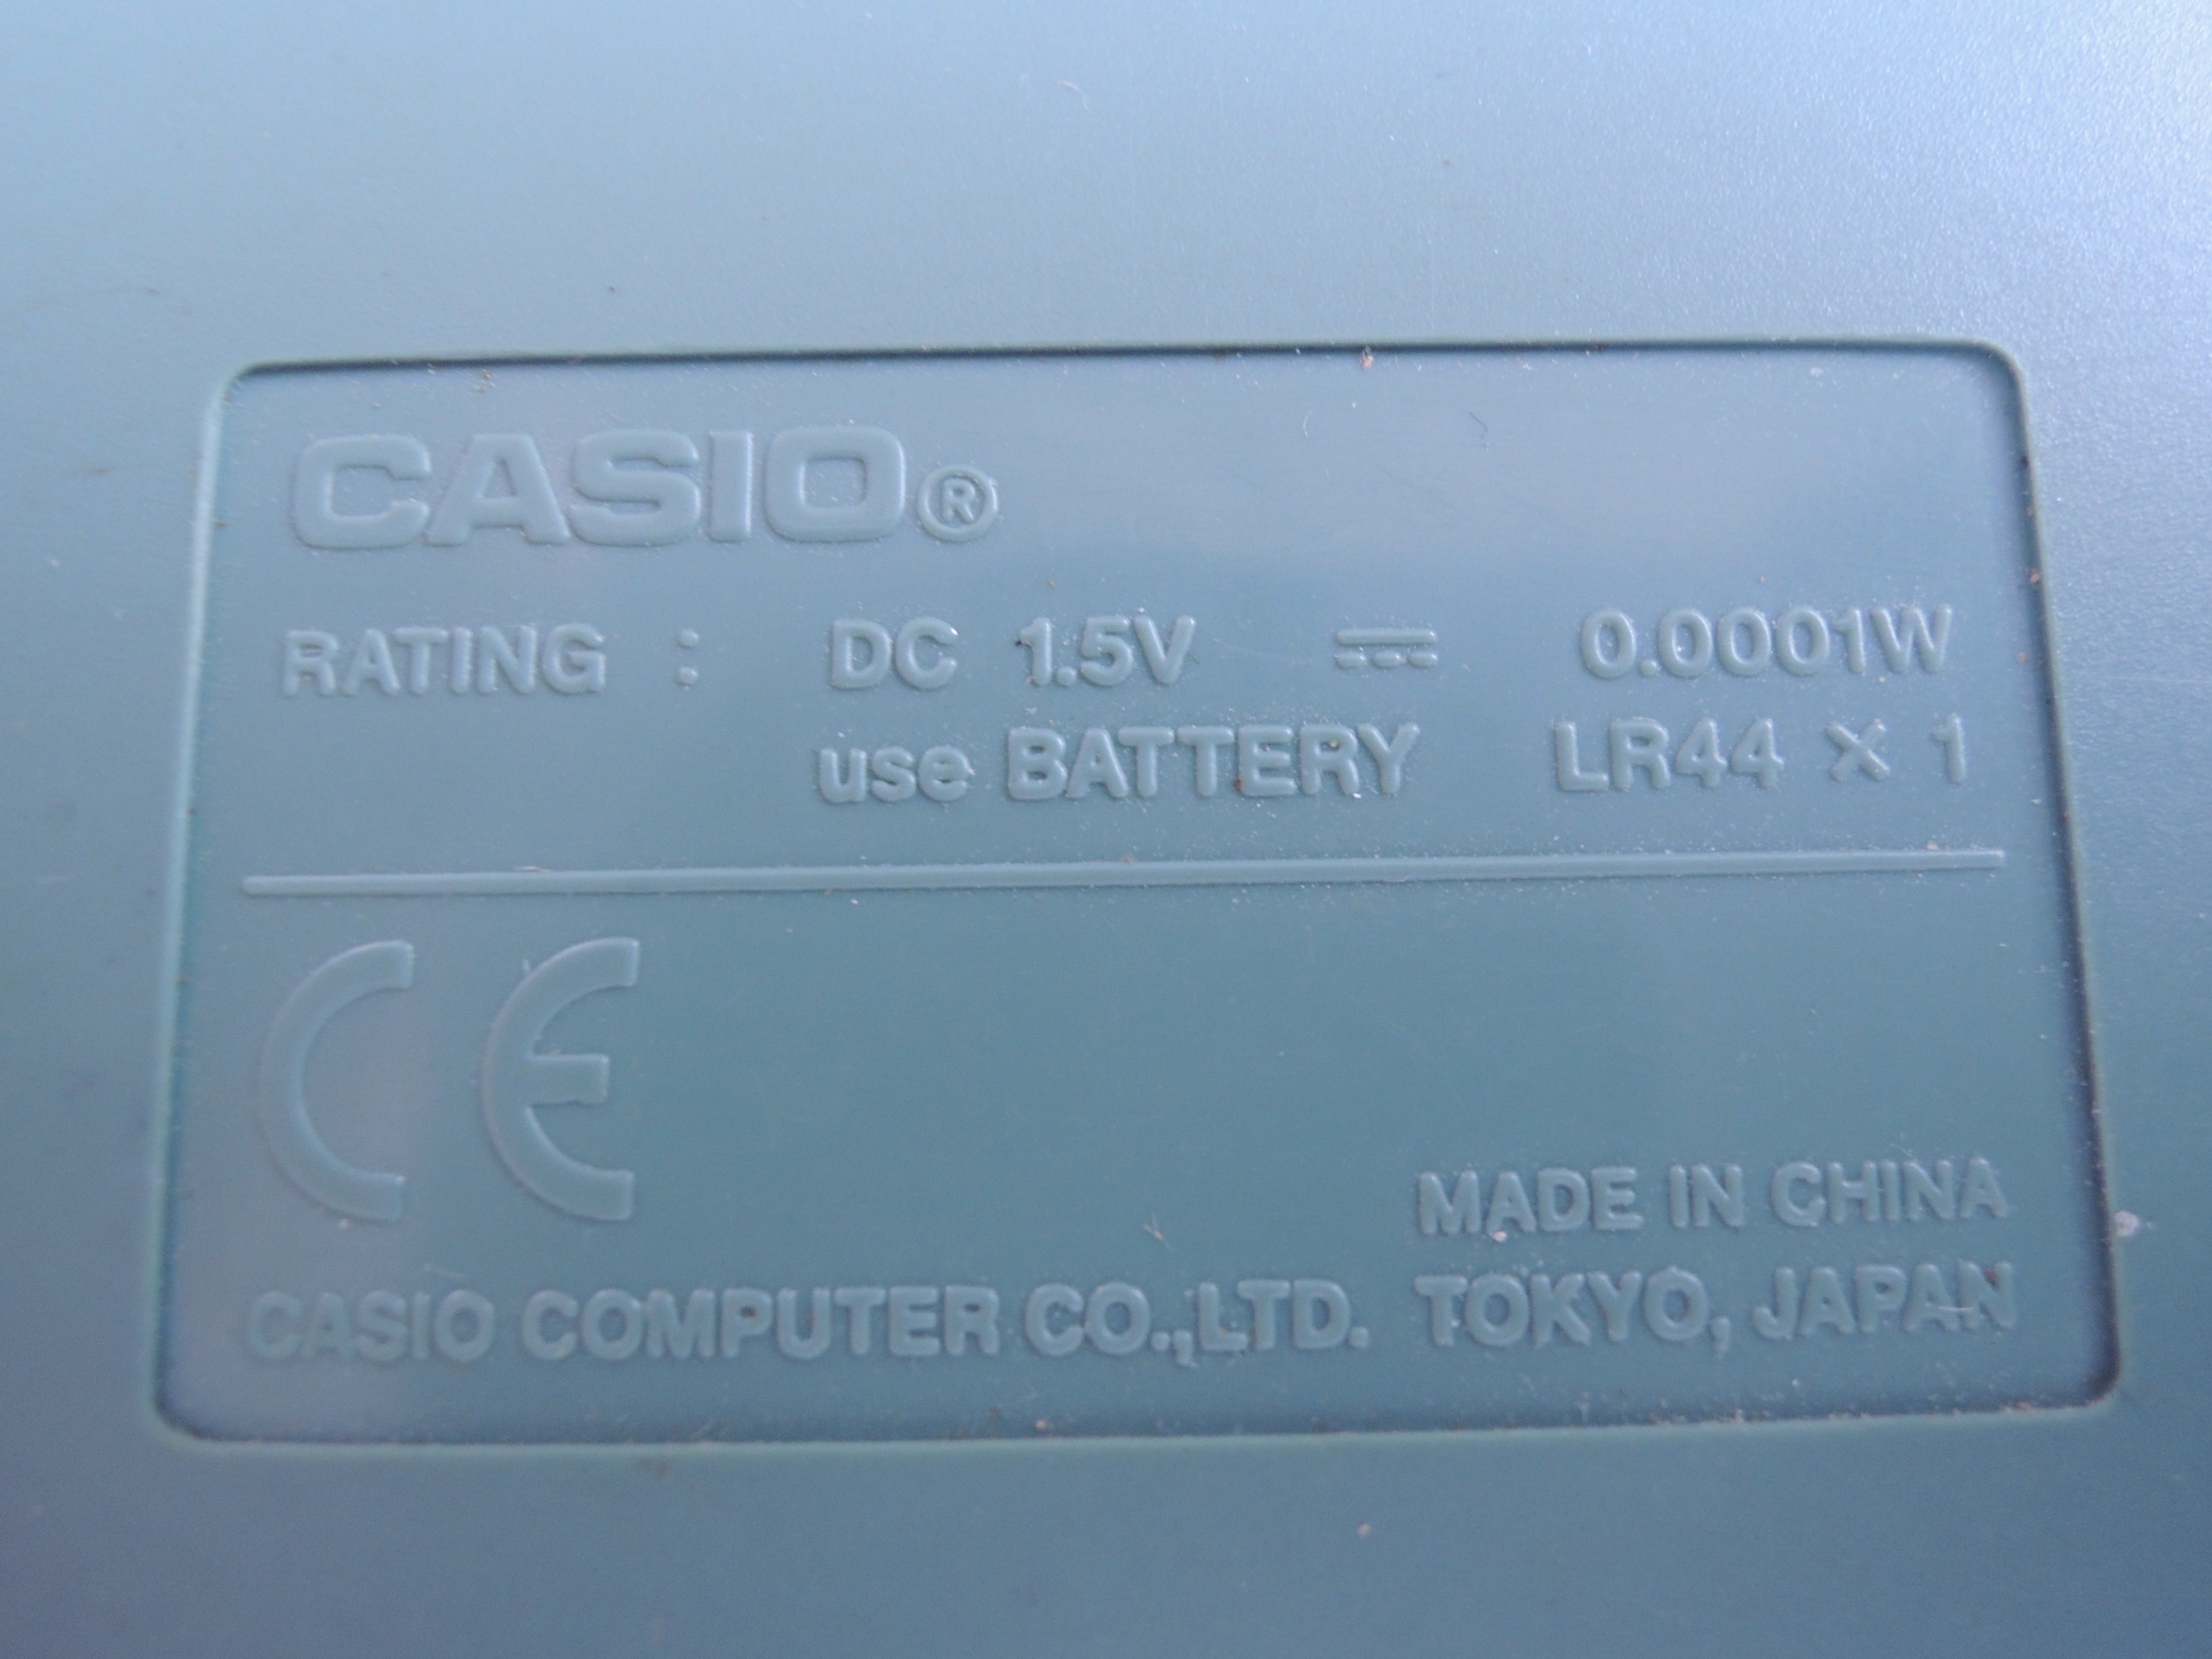 CASIO®
RATING : DC 1.5V ⎓ 0.0001W
use BATTERY LR44 × 1
CE
MADE IN CHINA
CASIO COMPUTER CO.,LTD. TOKYO, JAPAN